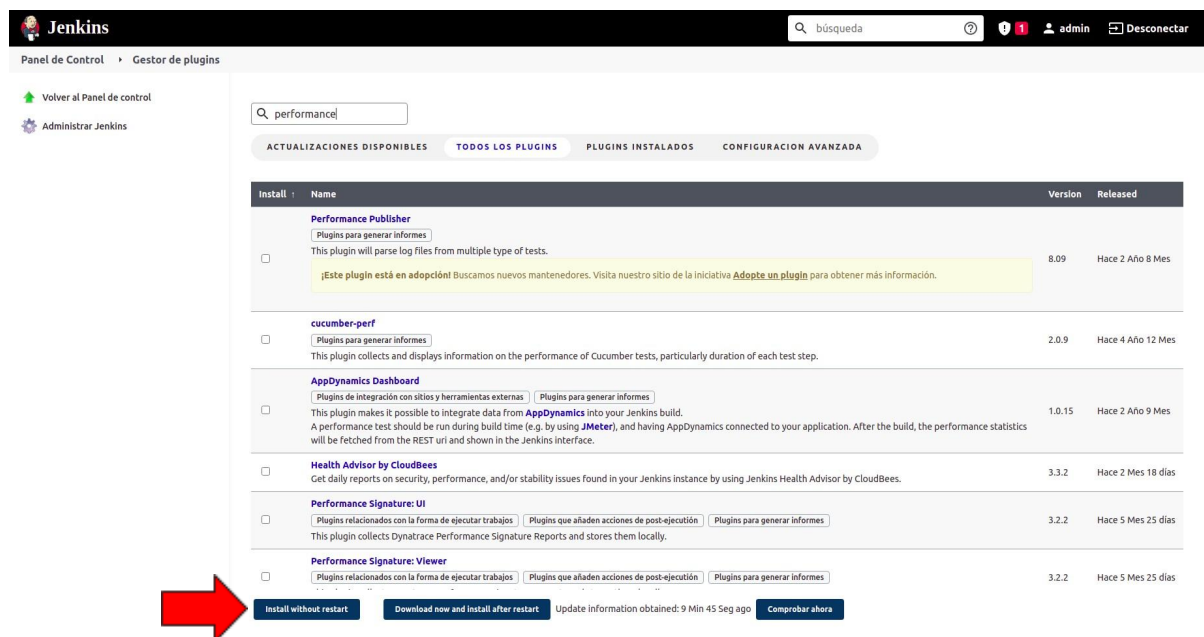 Jenkins
búsqueda
1
admin
Desconectar
Panel de Control
Gestor de plugins
Volver al Panel de control
Administrar Jenkins
performance
ACTUALIZACIONES DISPONIBLES TODOS LOS PLUGINS PLUGINS INSTALADOS CONFIGURACION AVANZADA
Install ↑ Name Version Released
Performance Publisher
Plugins para generar informes
This plugin will parse log files from multiple type of tests.
¡Este plugin está en adopción! Buscamos nuevos mantenedores. Visita nuestro sitio de la iniciativa Adopte un plugin para obtener más información.
8.09 Hace 2 Año 8 Mes
cucumber-perf
Plugins para generar informes
This plugin collects and displays information on the performance of Cucumber tests, particularly duration of each test step.
2.0.9 Hace 4 Año 12 Mes
AppDynamics Dashboard
Plugins de integración con sitios y herramientas externas Plugins para generar informes
This plugin makes it possible to integrate data from AppDynamics into your Jenkins build.
A performance test should be run during build time (e.g. by using JMeter), and having AppDynamics connected to your application. After the build, the performance statistics
will be fetched from the REST uri and shown in the Jenkins interface.
1.0.15 Hace 2 Año 9 Mes
Health Advisor by CloudBees
Get daily reports on security, performance, and/or stability issues found in your Jenkins instance by using Jenkins Health Advisor by CloudBees.
3.3.2 Hace 2 Mes 18 días
Performance Signature: UI
Plugins relacionados con la forma de ejecutar trabajos Plugins que añaden acciones de post-ejecutión Plugins para generar informes
This plugin collects Dynatrace Performance Signature Reports and stores them locally.
3.2.2 Hace 5 Mes 25 días
Performance Signature: Viewer
Plugins relacionados con la forma de ejecutar trabajos Plugins que añaden acciones de post-ejecutión Plugins para generar informes
3.2.2 Hace 5 Mes 25 días
Install without restart Download now and install after restart Update information obtained: 9 Min 45 Seg ago Comprobar ahora